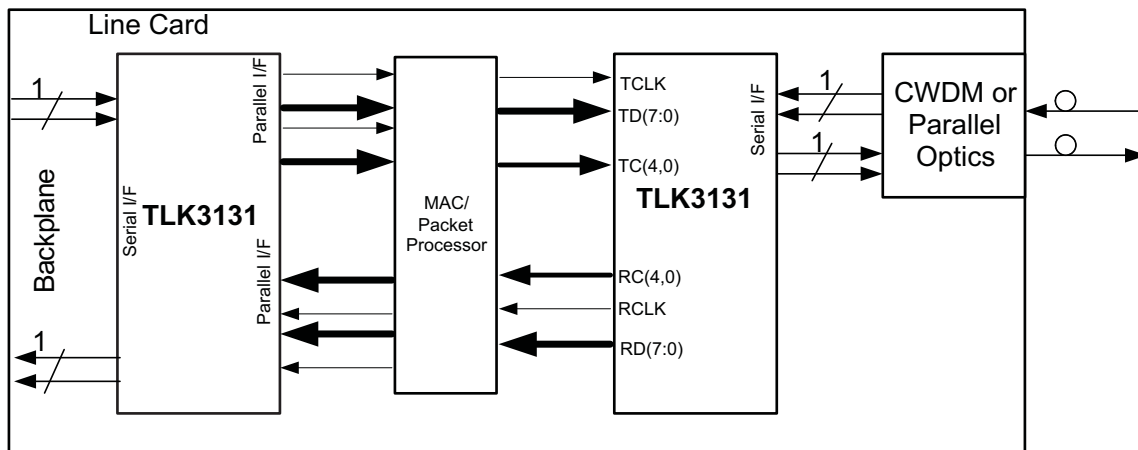 Line Card
1
Backplane
1
Serial I/F
TLK3131
Parallel I/F
Parallel I/F
MAC/
Packet
Processor
TCLK
TD(7:0)
TC(4,0)
TLK3131
RC(4,0)
RCLK
RD(7:0)
Serial I/F
1
1
CWDM or
Parallel
Optics